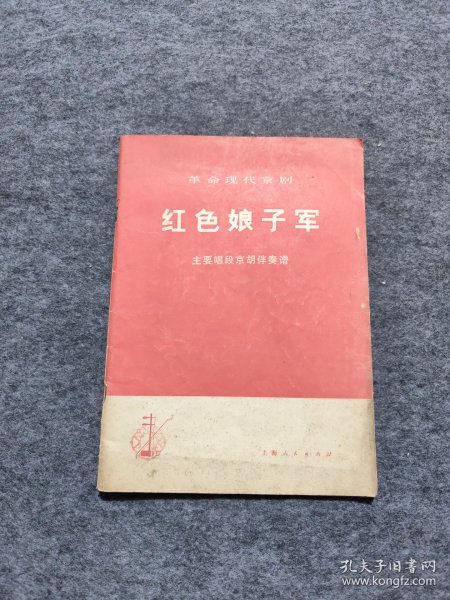 革命现代京剧
红色娘子军
主要唱段京胡伴奏谱
上海人民出版社
孔夫子旧书网
www.kongfz.com